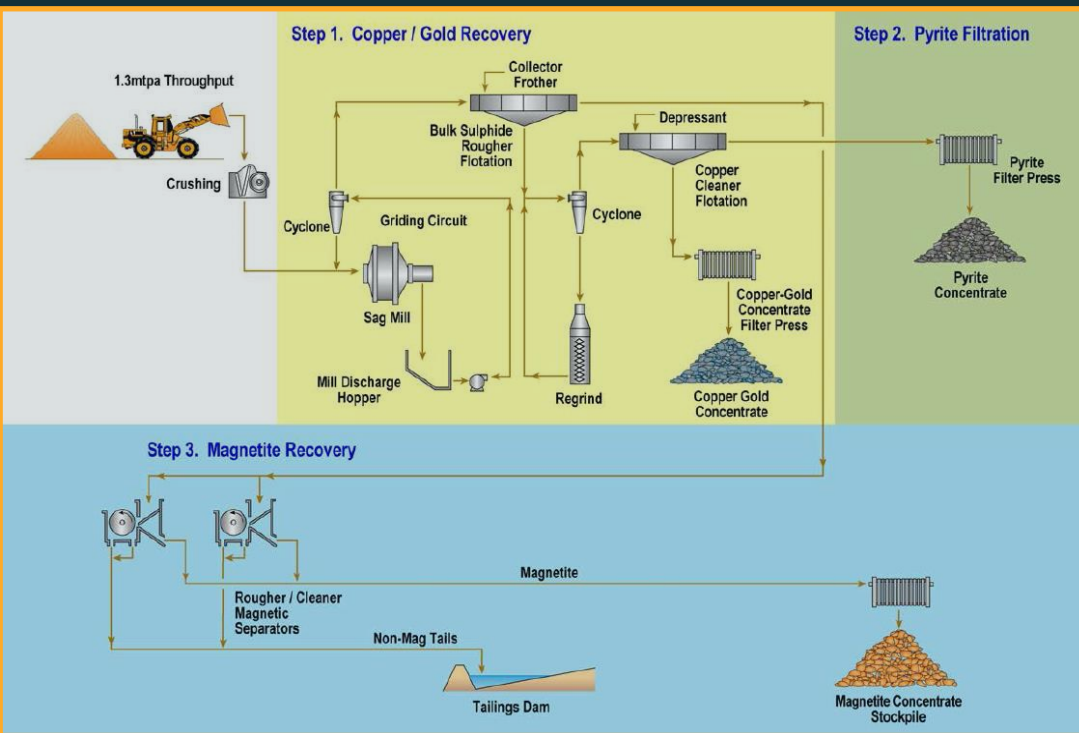 Step 1. Copper / Gold Recovery
Step 2. Pyrite Filtration
1.3mtpa Throughput
Crushing
Collector
Frother
Bulk Sulphide
Rougher
Flotation
Depressant
Copper
Cleaner
Flotation
Pyrite
Filter Press
Cyclone
Griding Circuit
Cyclone
Sag Mill
Mill Discharge
Hopper
Regrind
Copper-Gold
Concentrate
Filter Press
Copper Gold
Concentrate
Pyrite
Concentrate
Step 3. Magnetite Recovery
Magnetite
Rougher / Cleaner
Magnetic
Separators
Non-Mag Tails
Tailings Dam
Magnetite Concentrate
Stockpile